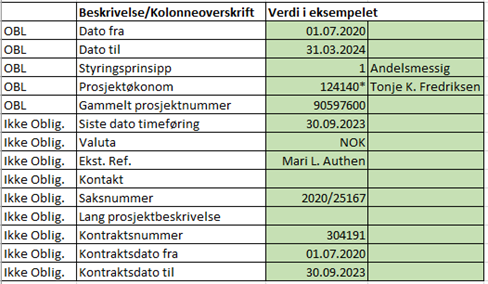 Beskrivelse/Kolonneoverskrift Verdi i eksempelet
OBL Dato fra 01.07.2020
OBL Dato til 31.03.2024
OBL Styringsprinsipp 1 Andelsmessig
OBL Prosjektøkonom 124140* Tonje K. Fredriksen
OBL Gammelt prosjektnummer 90597600
Ikke Oblig. Siste dato timeføring 30.09.2023
Ikke Oblig. Valuta NOK
Ikke Oblig. Ekst. Ref. Mari L. Authen
Ikke Oblig. Kontakt
Ikke Oblig. Saksnummer 2020/25167
Ikke Oblig. Lang prosjektbeskrivelse
Ikke Oblig. Kontraktsnummer 304191
Ikke Oblig. Kontraktsdato fra 01.07.2020
Ikke Oblig. Kontraktsdato til 30.09.2023